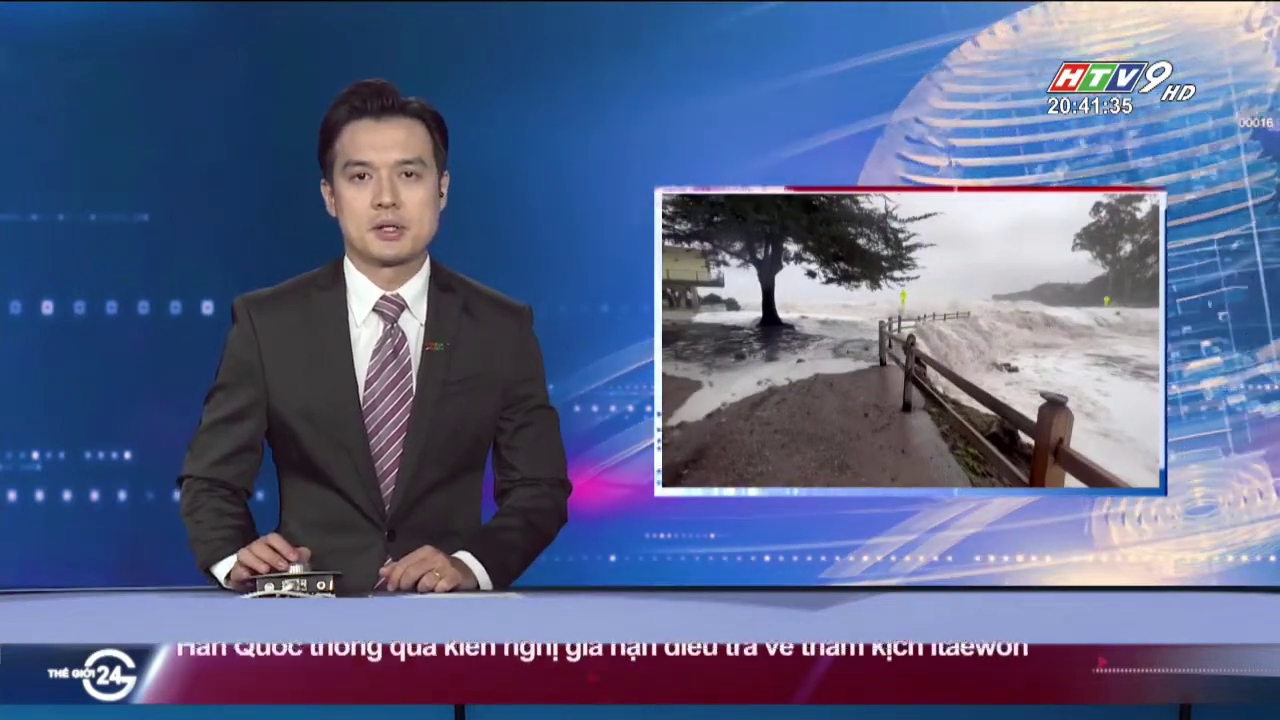 HTV9 HD
20:41:35
00016
Hàn Quốc thông qua kiến nghị gia hạn điều tra về thảm kịch Itaewon
THẾ GIỚI 24G